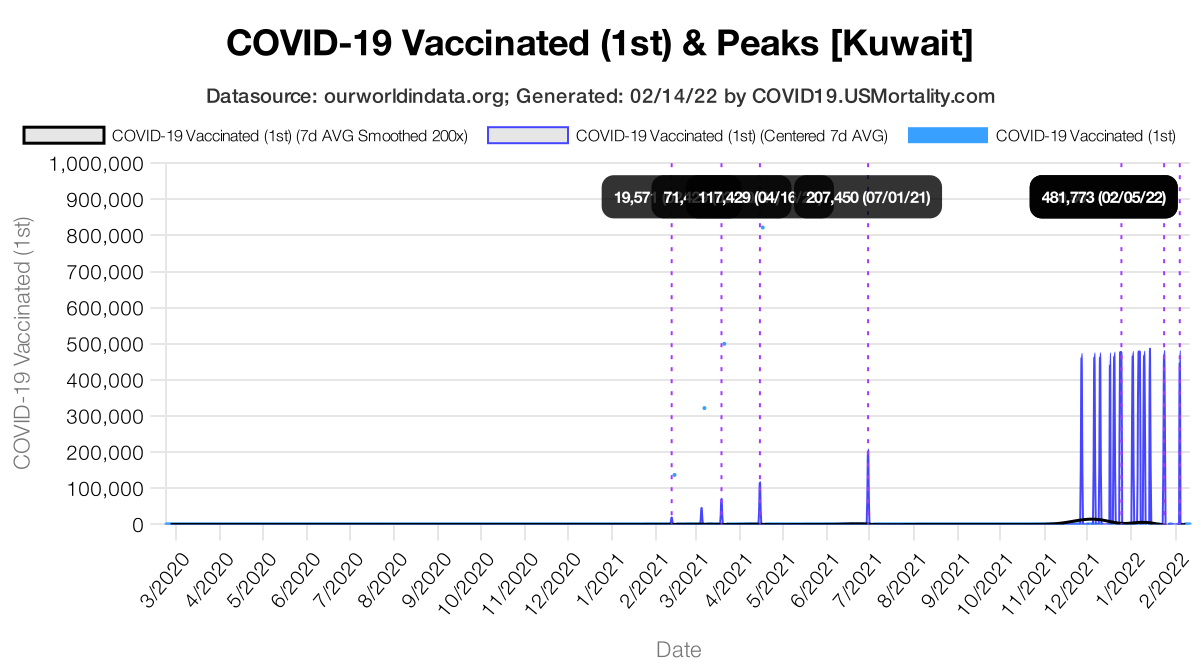 COVID-19 Vaccinated (1st) & Peaks [Kuwait]
Datasource: ourworldindata.org; Generated: 02/14/22 by COVID19.USMortality.com
COVID-19 Vaccinated (1st) (7d AVG Smoothed 200x) COVID-19 Vaccinated (1st) (Centered 7d AVG) COVID-19 Vaccinated (1st)
1,000,000
19,571 117,429 (04/16 207,450 (07/01/21) 481,773 (02/05/22)
900,000
800,000
700,000
600,000
500,000
400,000
300,000
200,000
100,000
0
COVID-19 Vaccinated (1st)
3/2020 4/2020 5/2020 6/2020 7/2020 8/2020 9/2020 10/2020 11/2020 12/2020 1/2021 2/2021 3/2021 4/2021 5/2021 6/2021 7/2021 8/2021 9/2021 10/2021 11/2021 12/2021 1/2022 2/2022
Date